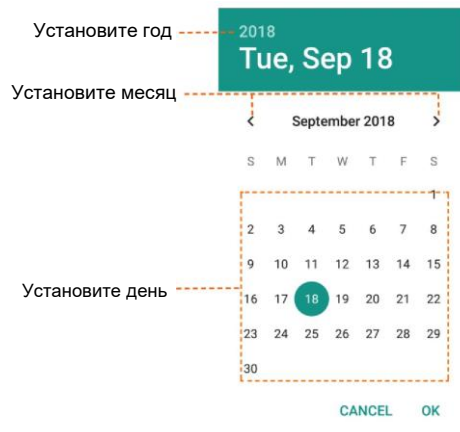 Установите год
2018
Tue, Sep 18
Установите месяц
September 2018
S M T W T F S
1
2 3 4 5 6 7 8
9 10 11 12 13 14 15
Установите день
16 17 18 19 20 21 22
23 24 25 26 27 28 29
30
CANCEL OK